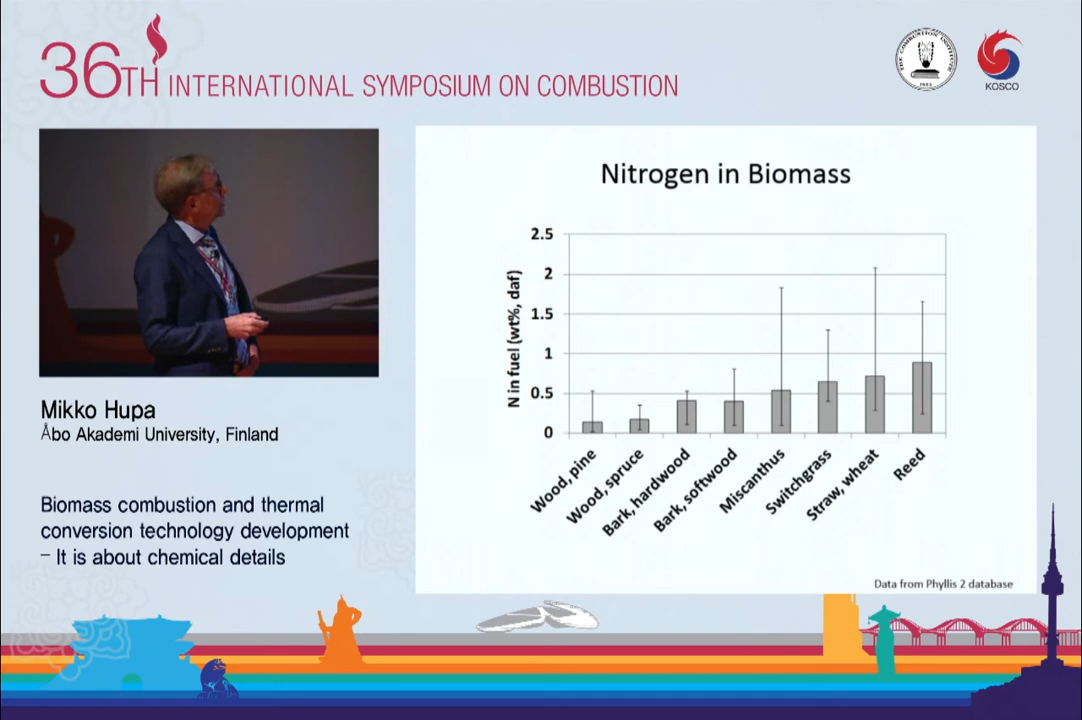 36TH INTERNATIONAL SYMPOSIUM ON COMBUSTION
THE COMBUSTION INSTITUTE
KOSCO
Mikko Hupa
Åbo Akademi University, Finland
Biomass combustion and thermal
conversion technology development
– It is about chemical details
Nitrogen in Biomass
N in fuel (wt%, daf)
2.5
2
1.5
1
0.5
0
Wood, pine
Wood, spruce
Bark, hardwood
Bark, softwood
Miscanthus
Switchgrass
Straw, wheat
Reed
Data from Phyllis 2 database